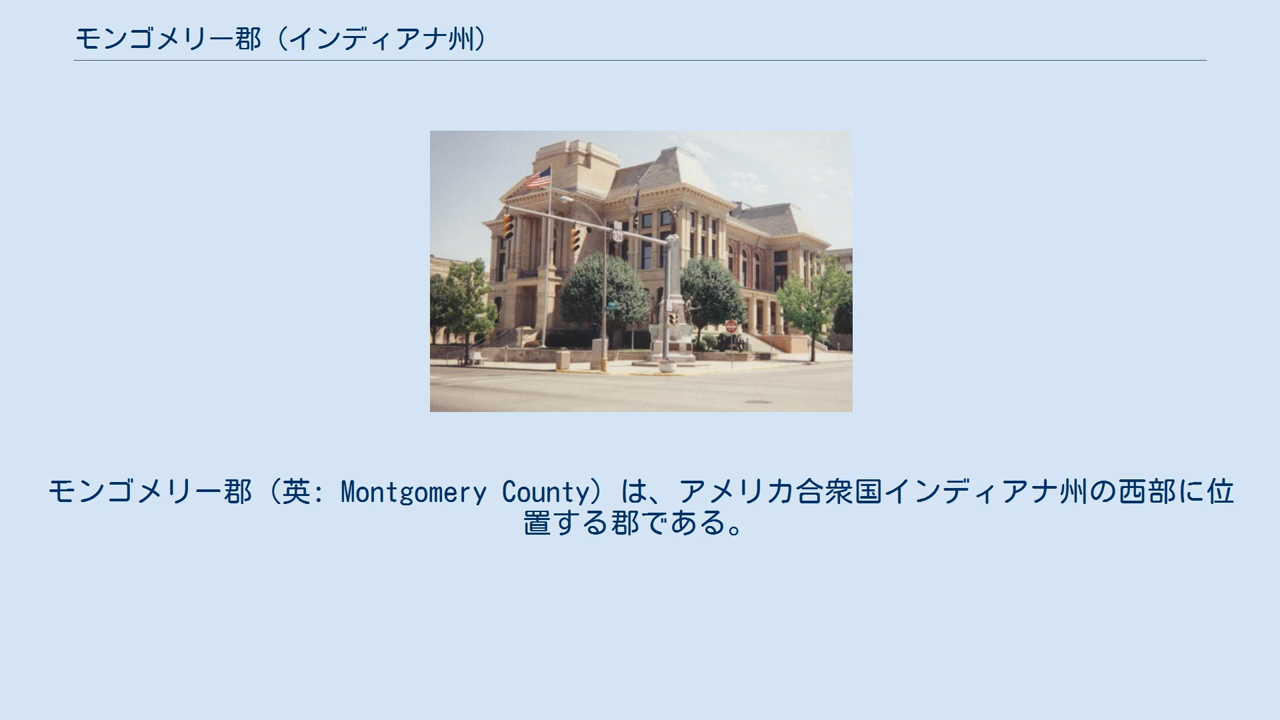 モンゴメリー郡（インディアナ州）
モンゴメリー郡（英: Montgomery County）は、アメリカ合衆国インディアナ州の西部に位
置する郡である。